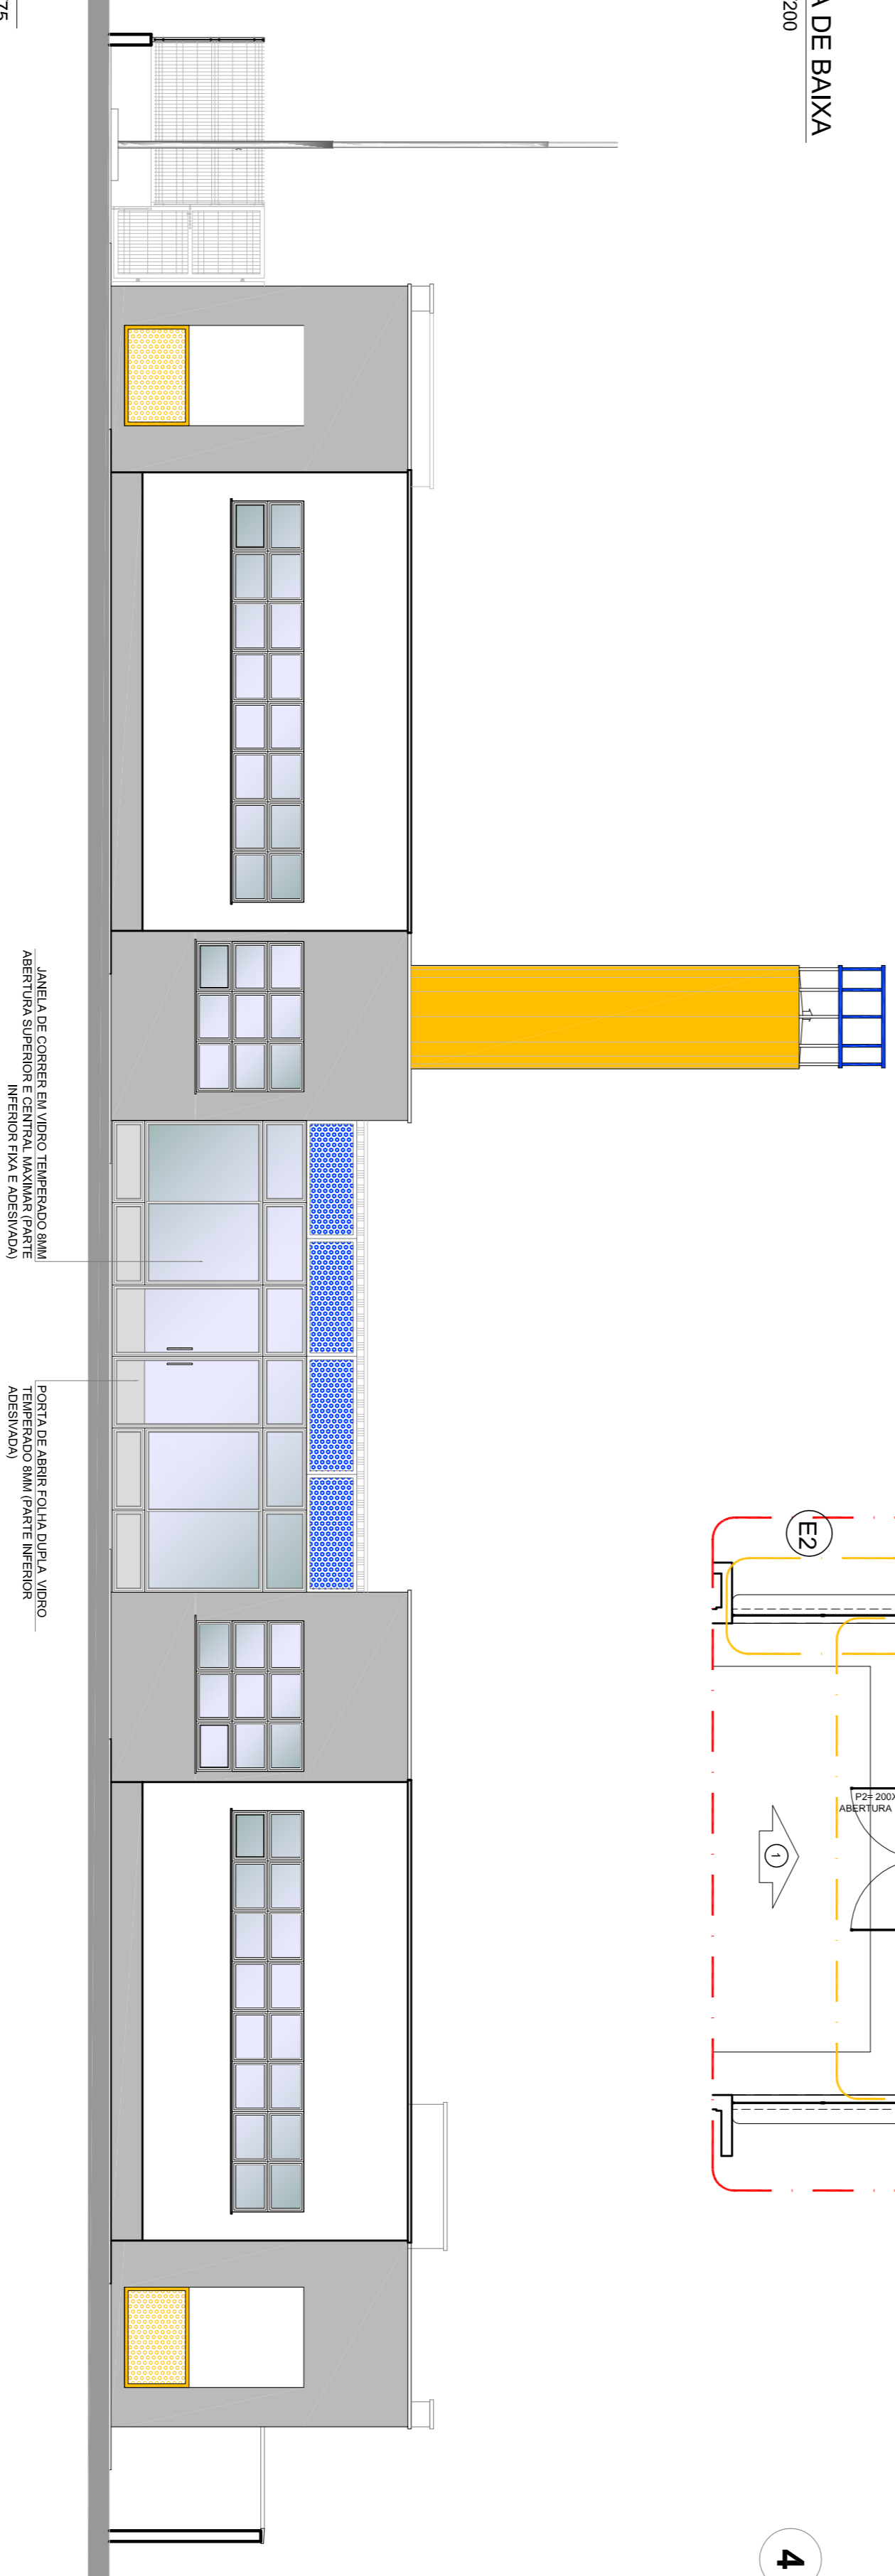 A DE BAIXA
/200
E2
P2= 200X
ABERTURA
1
4
JANELA DE CORRER EM VIDRO TEMPERADO 8MM
ABERTURA SUPERIOR E CENTRAL MAXIMAR (PARTE
INFERIOR FIXA E ADESIVADA)
PORTA DE ABRIR FOLHA DUPLA VIDRO
TEMPERADO 8MM (PARTE INFERIOR
ADESIVADA)
75